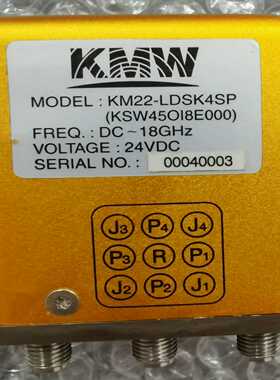 KMW
MODEL : KM22-LDSK4SP
(KSW45OI8E000)
FREQ. : DC ~ 18GHz
VOLTAGE : 24VDC
SERIAL NO. : 00040003
J3 P4 J4
P3 R P1
J2 P2 J1